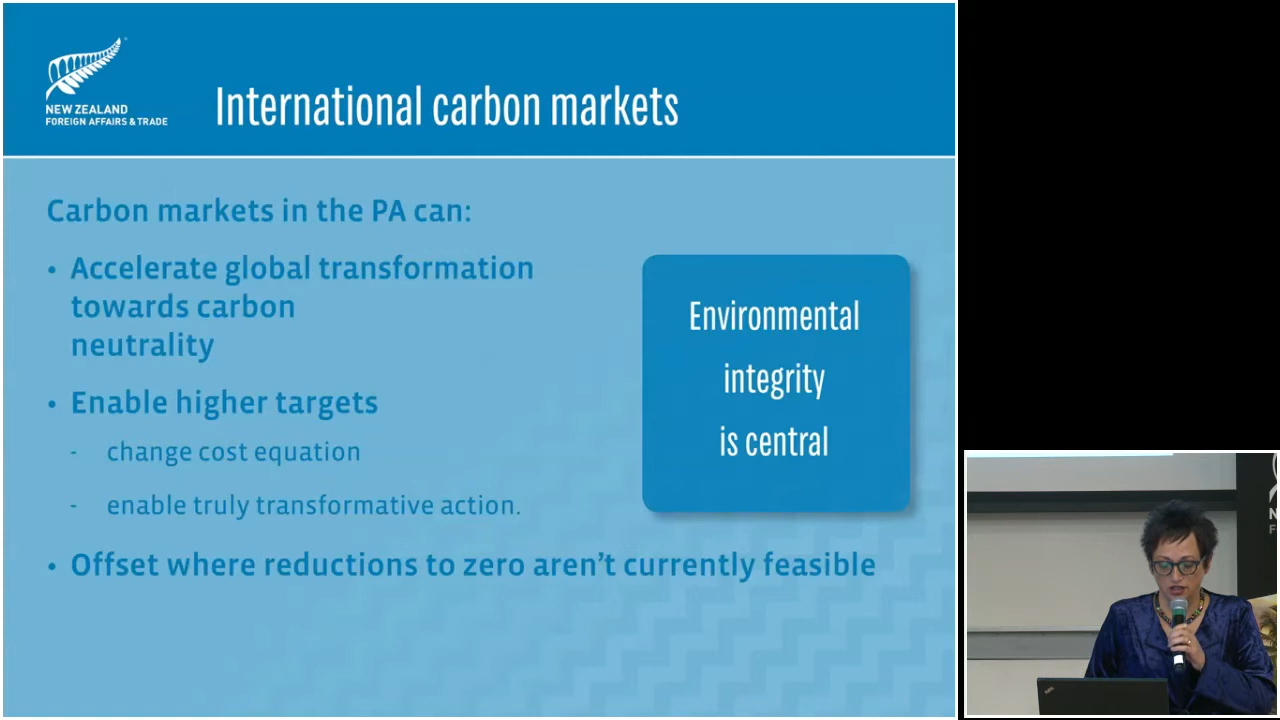 NEW ZEALAND
FOREIGN AFFAIRS & TRADE
International carbon markets
Carbon markets in the PA can:
• Accelerate global transformation
towards carbon
neutrality
• Enable higher targets
- change cost equation
- enable truly transformative action.
• Offset where reductions to zero aren’t currently feasible
Environmental
integrity
is central